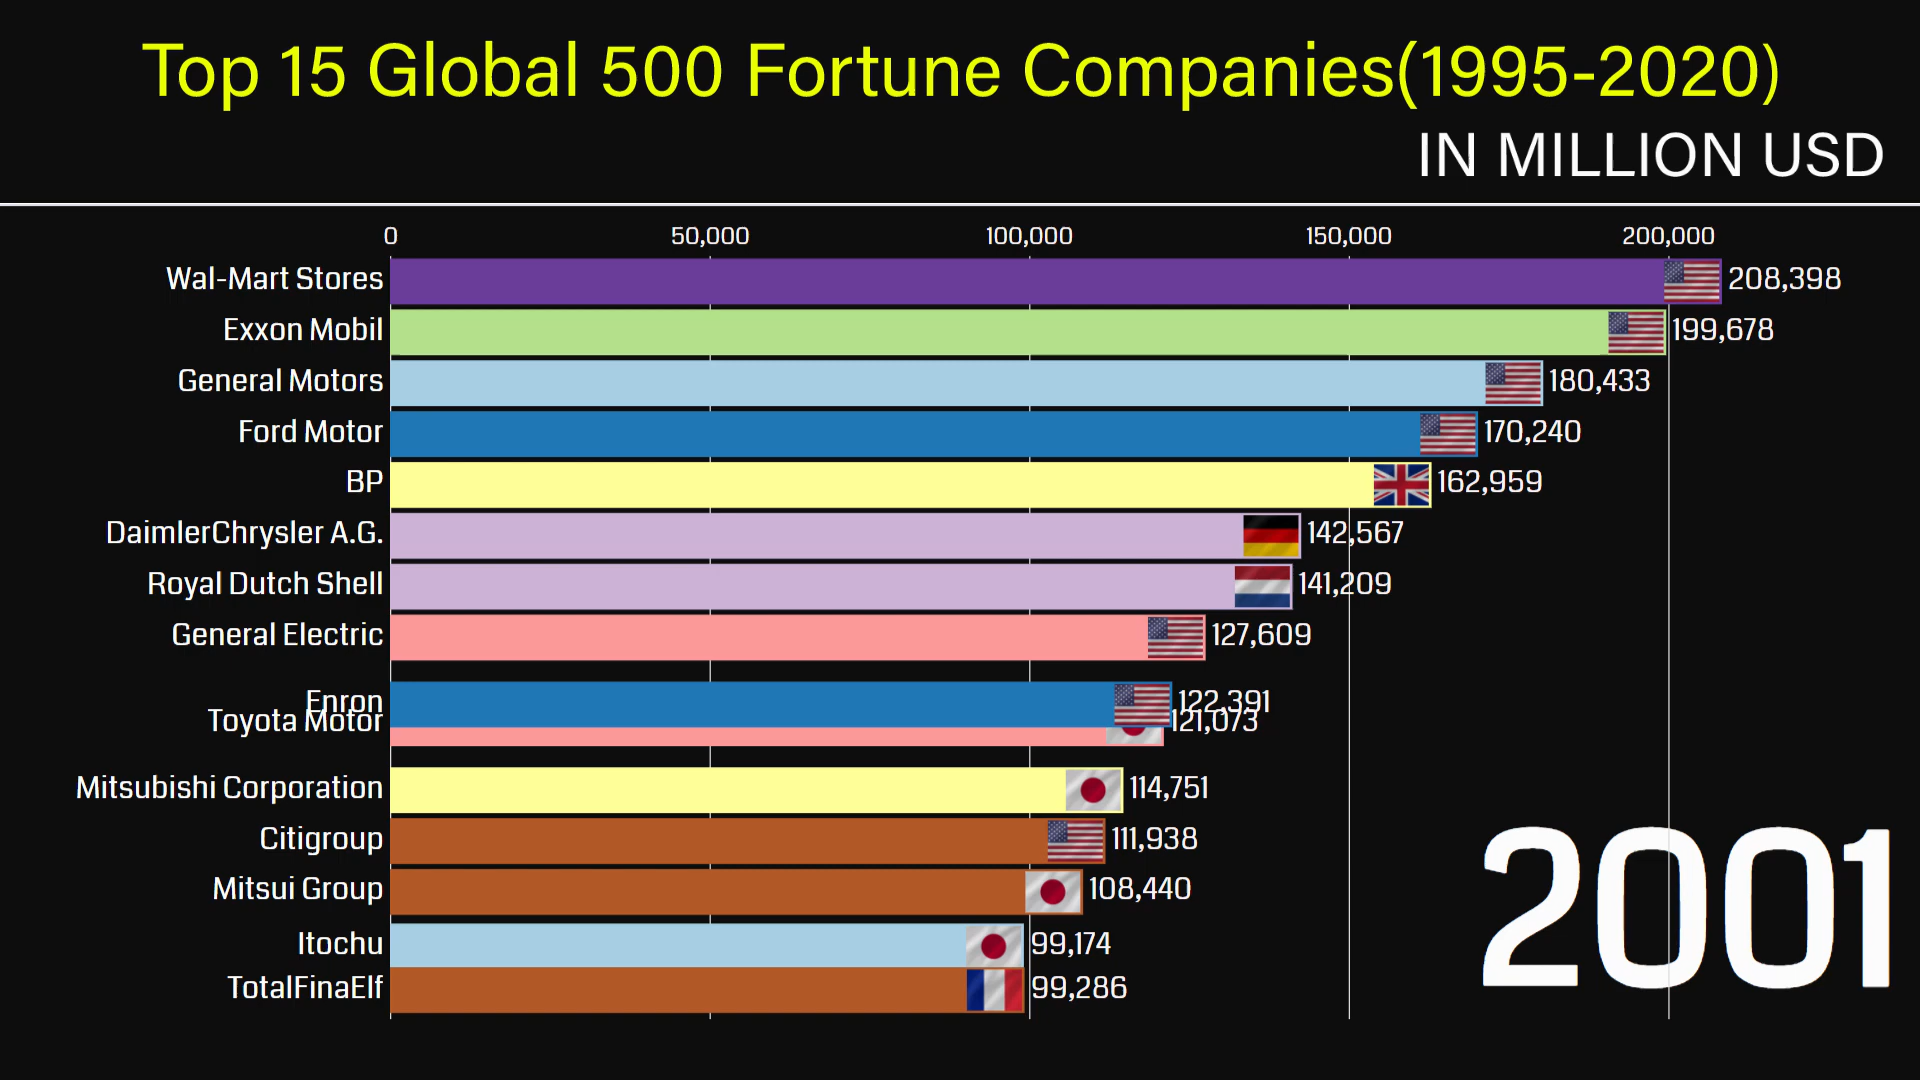 Top 15 Global 500 Fortune Companies(1995-2020)
IN MILLION USD
0 50,000 100,000 150,000 200,000
Wal-Mart Stores 208,398
Exxon Mobil 199,678
General Motors 180,433
Ford Motor 170,240
BP 162,959
DaimlerChrysler A.G. 142,567
Royal Dutch Shell 141,209
General Electric 127,609
Enron 122,391
Toyota Motor 121,073
Mitsubishi Corporation 114,751
Citigroup 111,938
Mitsui Group 108,440
Itochu 99,174
TotalFinaElf 99,286
2001